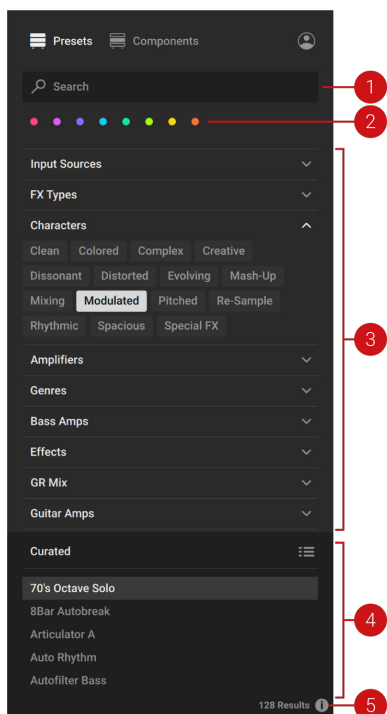 Presets Components
Search
1
2
Input Sources
FX Types
Characters
Clean Colored Complex Creative
Dissonant Distorted Evolving Mash-Up
Mixing Modulated Pitched Re-Sample
Rhythmic Spacious Special FX
3
Amplifiers
Genres
Bass Amps
Effects
GR Mix
Guitar Amps
Curated
70's Octave Solo
8Bar Autobreak
4
Articulator A
Auto Rhythm
Autofilter Bass
128 Results i
5